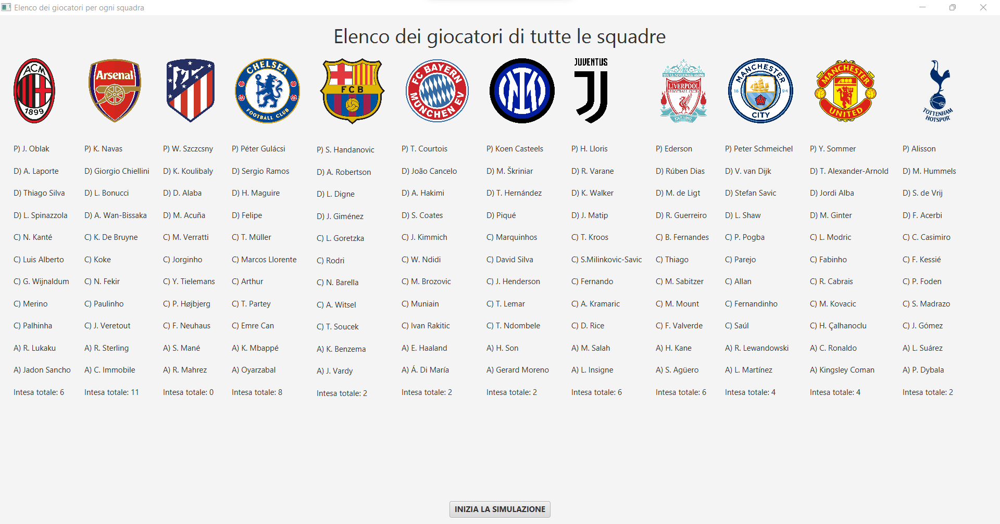 Elenco dei giocatori per ogni squadra
Elenco dei giocatori di tutte le squadre
ACM 1899
Arsenal
CHELSEA FOOTBALL CLUB
FCB
FC BAYERN MÜNCHEN EV
JUVENTUS
YOU'LL NEVER WALK ALONE LIVERPOOL FOOTBALL CLUB EST·1892
MANCHESTER 18 94 CITY
MANCHESTER UNITED
TOTTENHAM HOTSPUR
P) J. Oblak P) K. Navas P) W. Szczcsny P) Péter Gulácsi P) S. Handanovic P) T. Courtois P) Koen Casteels P) H. Lloris P) Ederson P) Peter Schmeichel P) Y. Sommer P) Alisson
D) A. Laporte D) Giorgio Chiellini D) K. Koulibaly D) Sergio Ramos D) A. Robertson D) João Cancelo D) M. Škriniar D) R. Varane D) Rúben Dias D) V. van Dijk D) T. Alexander-Arnold D) M. Hummels
D) Thiago Silva D) L. Bonucci D) D. Alaba D) H. Maguire D) L. Digne D) A. Hakimi D) T. Hernández D) K. Walker D) M. de Ligt D) Stefan Savic D) Jordi Alba D) S. de Vrij
D) L. Spinazzola D) A. Wan-Bissaka D) M. Acuña D) Felipe D) J. Giménez D) S. Coates D) Piqué D) J. Matip D) R. Guerreiro D) L. Shaw D) M. Ginter D) F. Acerbi
C) N. Kanté C) K. De Bruyne C) M. Verratti C) T. Müller C) L. Goretzka C) J. Kimmich C) Marquinhos C) T. Kroos C) B. Fernandes C) P. Pogba C) L. Modric C) C. Casimiro
C) Luis Alberto C) Koke C) Jorginho C) Marcos Llorente C) Rodri C) W. Ndidi C) David Silva C) S.Milinkovic-Savic C) Thiago C) Parejo C) Fabinho C) F. Kessié
C) G. Wijnaldum C) N. Fekir C) Y. Tielemans C) Arthur C) N. Barella C) M. Brozovic C) J. Henderson C) Fernando C) M. Sabitzer C) Allan C) R. Cabrais C) P. Foden
C) Merino C) Paulinho C) P. Højbjerg C) T. Partey C) A. Witsel C) Muniain C) T. Lemar C) A. Kramaric C) M. Mount C) Fernandinho C) M. Kovacic C) S. Madrazo
C) Palhinha C) J. Veretout C) F. Neuhaus C) Emre Can C) T. Soucek C) Ivan Rakitic C) T. Ndombele C) D. Rice C) F. Valverde C) Saúl C) H. Çalhanoclu C) J. Gómez
A) R. Lukaku A) R. Sterling A) S. Mané A) K. Mbappé A) K. Benzema A) E. Haaland A) H. Son A) M. Salah A) H. Kane A) R. Lewandowski A) C. Ronaldo A) L. Suárez
A) Jadon Sancho A) C. Immobile A) R. Mahrez A) Oyarzabal A) J. Vardy A) Á. Di María A) Gerard Moreno A) L. Insigne A) S. Agüero A) L. Martínez A) Kingsley Coman A) P. Dybala
Intesa totale: 6 Intesa totale: 11 Intesa totale: 0 Intesa totale: 8 Intesa totale: 2 Intesa totale: 2 Intesa totale: 2 Intesa totale: 6 Intesa totale: 6 Intesa totale: 4 Intesa totale: 4 Intesa totale: 2
INIZIA LA SIMULAZIONE